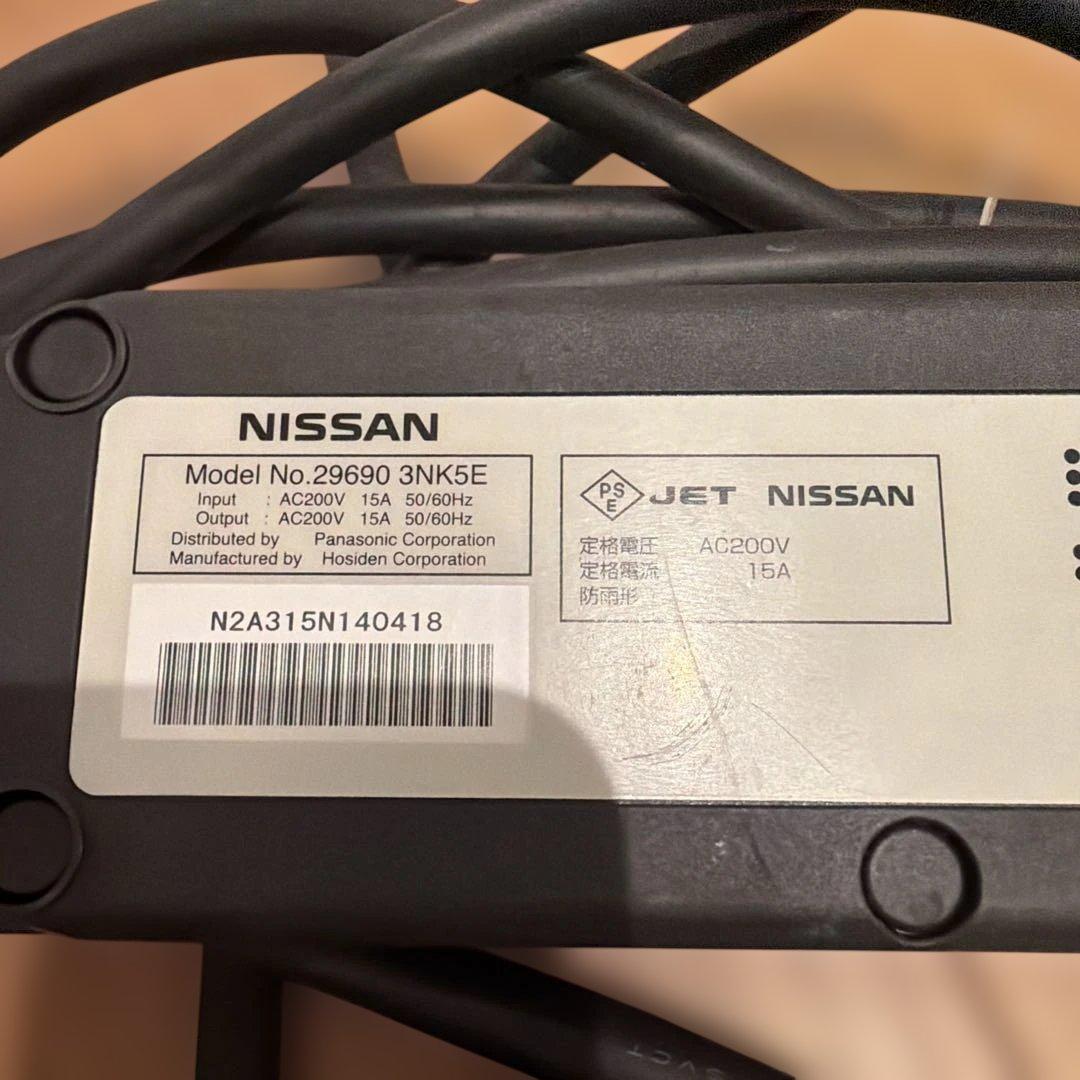 NISSAN
Model No.29690 3NK5E
Input : AC200V 15A 50/60Hz
Output : AC200V 15A 50/60Hz
Distributed by Panasonic Corporation
Manufactured by Hosiden Corporation
N2A315N140418
PS
E
JET NISSAN
定格電圧 AC200V
定格電流 15A
防雨形
SVCT